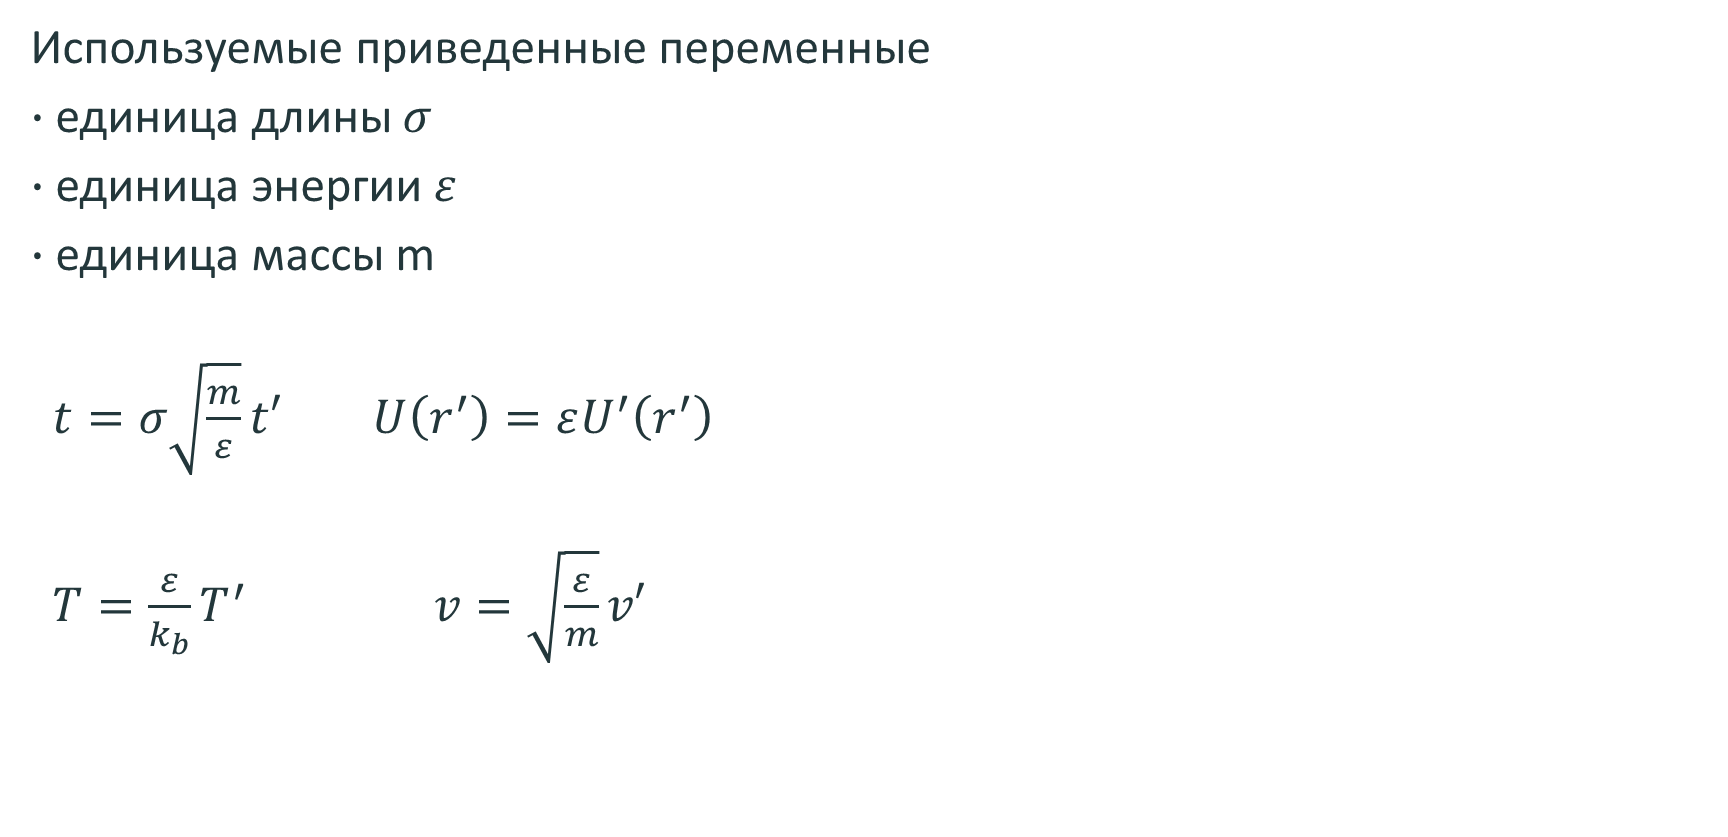 Используемые приведенные переменные
· единица длины σ
· единица энергии ε
· единица массы m
t = σ√(m/ε) t′ U(r′) = εU′(r′)
T = ε/k_b T′ v = √(ε/m) v′